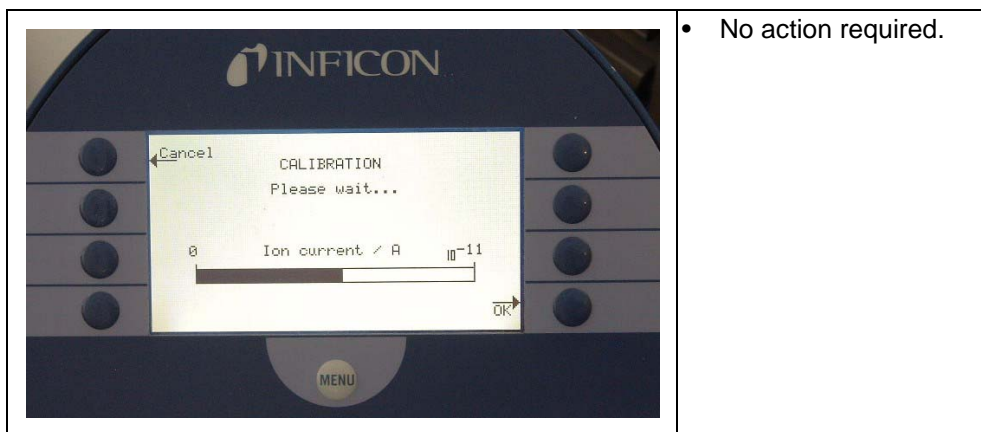 INFICON
Cancel
CALIBRATION
Please wait...
0 Ion current / A 10-11
OK
MENU
• No action required.